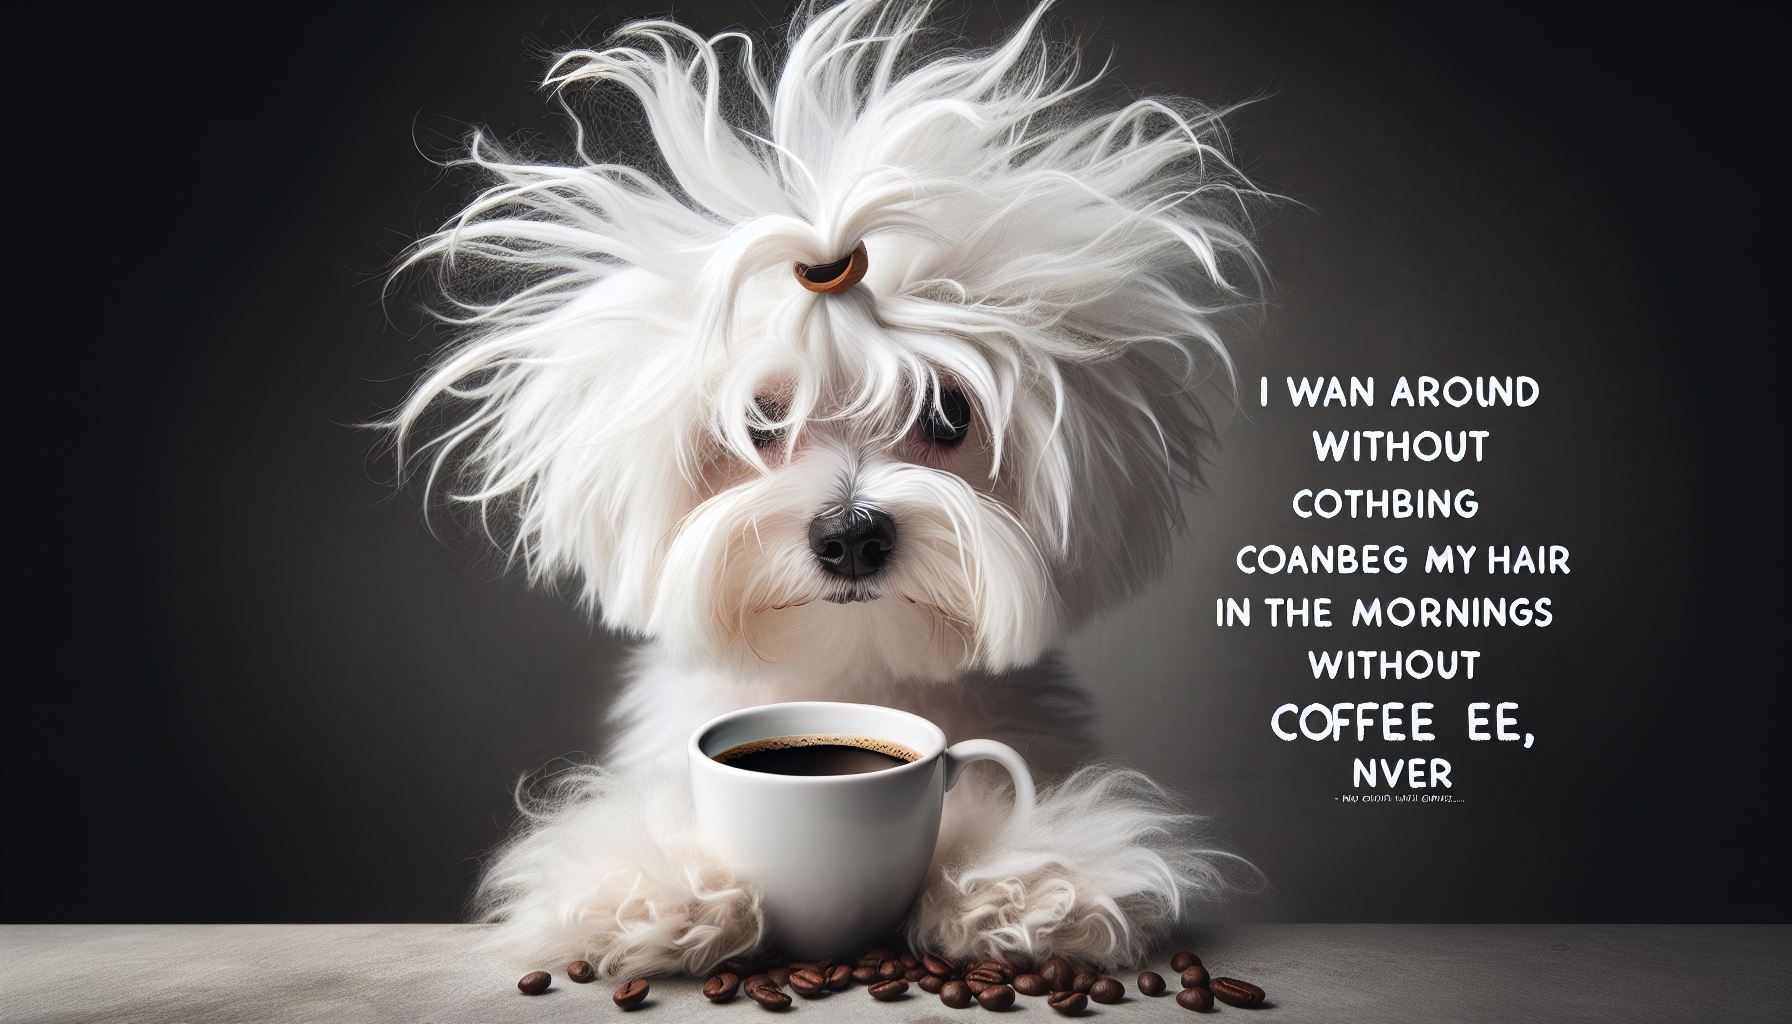 I WAN AROUND
WITHOUT
COTHBING
COANBEG MY HAIR
IN THE MORNINGS
WITHOUT
COFFEE EE,
NVER